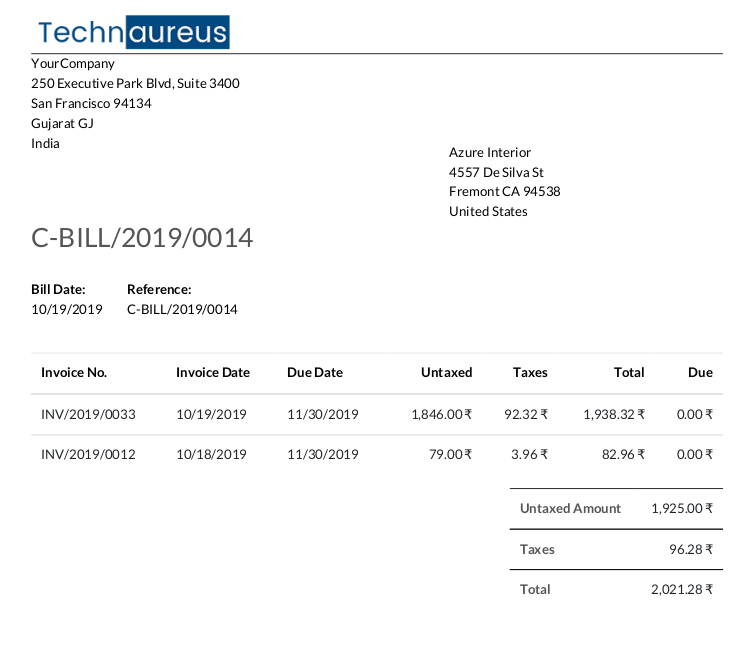 Technaureus
YourCompany
250 Executive Park Blvd, Suite 3400
San Francisco 94134
Gujarat GJ
India
Azure Interior
4557 De Silva St
Fremont CA 94538
United States
C-BILL/2019/0014
Bill Date: Reference:
10/19/2019 C-BILL/2019/0014
Invoice No. Invoice Date Due Date Untaxed Taxes Total Due
INV/2019/0033 10/19/2019 11/30/2019 1,846.00 ₹ 92.32 ₹ 1,938.32 ₹ 0.00 ₹
INV/2019/0012 10/18/2019 11/30/2019 79.00 ₹ 3.96 ₹ 82.96 ₹ 0.00 ₹
Untaxed Amount 1,925.00 ₹
Taxes 96.28 ₹
Total 2,021.28 ₹